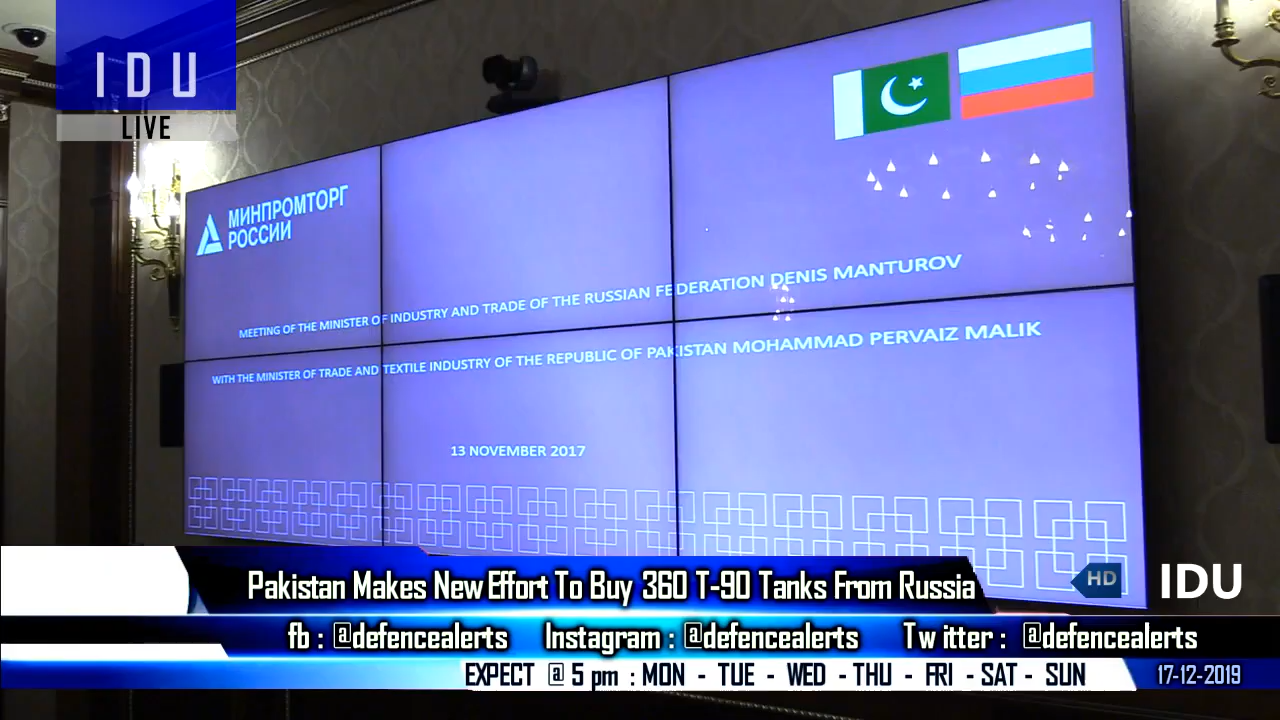 IDU
LIVE
МИНПРОМТОРГ
РОССИИ
MEETING OF THE MINISTER OF INDUSTRY AND TRADE OF THE RUSSIAN FEDERATION DENIS MANTUROV
WITH THE MINISTER OF TRADE AND TEXTILE INDUSTRY OF THE REPUBLIC OF PAKISTAN MOHAMMAD PERVAIZ MALIK
13 NOVEMBER 2017
Pakistan Makes New Effort To Buy 360 T-90 Tanks From Russia
HD
IDU
fb : @defencealerts Instagram : @defencealerts Tw itter : @defencealerts
EXPECT @ 5 pm : MON - TUE - WED - THU - FRI - SAT - SUN
17-12-2019